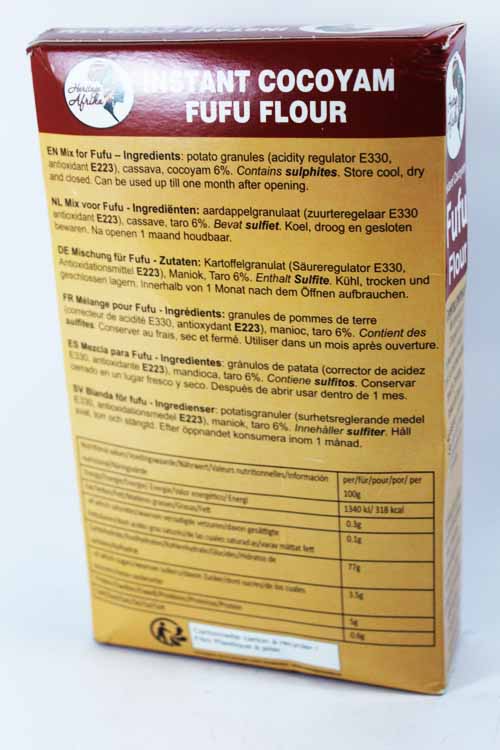 Heritage Afrika
INSTANT COCOYAM
FUFU FLOUR
EN Mix for Fufu – Ingredients: potato granules (acidity regulator E330,
antioxidant E223), cassava, cocoyam 6%. Contains sulphites. Store cool, dry
and closed. Can be used up till one month after opening.
NL Mix voor Fufu - Ingrediënten: aardappelgranulaat (zuurteregelaar E330
antioxidant E223), cassave, taro 6%. Bevat sulfiet. Koel, droog en gesloten
bewaren. Na openen 1 maand houdbaar.
DE Mischung für Fufu - Zutaten: Kartoffelgranulat (Säureregulator E330,
Antioxidationsmittel E223), Maniok, Taro 6%. Enthalt Sulfite. Kühl, trocken und
geschlossen lagern. Innerhalb von 1 Monat nach dem Öffnen aufbrauchen.
FR Mélange pour Fufu - Ingrédients: granules de pommes de terre
(correcteur de acidité E330, antioxydant E223), manioc, taro 6%. Contient des
sulfites. Conserver au frais, sec et fermé. Utiliser dans un mois après ouverture.
ES Mezcla para Fufu - Ingredientes: gránulos de patata (corrector de acidez
E330, antioxidante E223), mandioca, taro 6%. Contiene sulfitos. Conservar
cerrado en un lugar fresco y seco. Después de abrir usar dentro de 1 mes.
SV Blanda för fufu - Ingredienser: potatisgranuler (surhetsreglerande medel
E330, antioxidationsmedel E223), maniok, taro 6%. Innehåller sulfiter. Håll
sval, torr och stängd. Efter öppnandet konsumera inom 1 månad.
per/für/pour/por/ per
100g
1340 kJ/ 318 kcal
0.3g
0.1g
77g
3.5g
5g
0.6g
Fufu
Flour